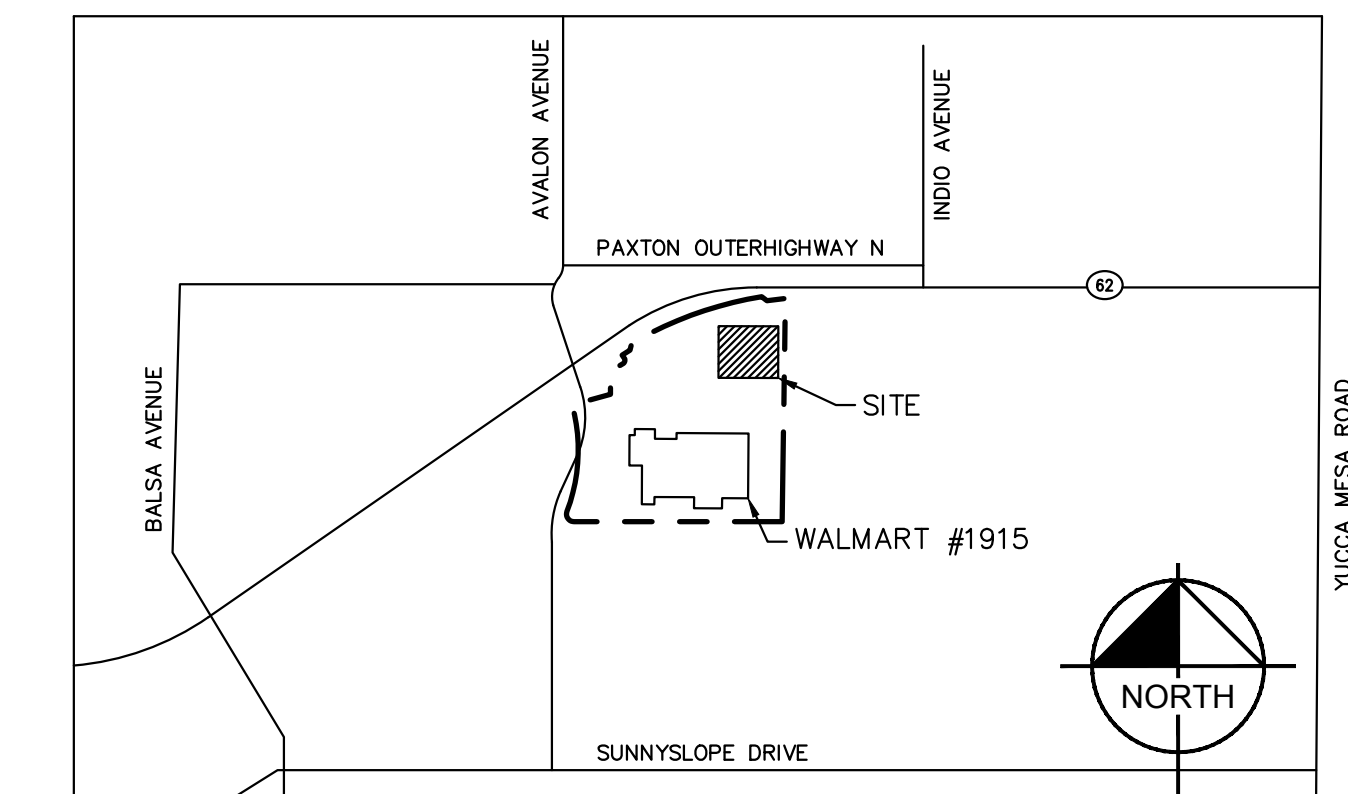 AVALON AVENUE
INDIO AVENUE
PAXTON OUTERHIGHWAY N
62
BALSA AVENUE
SITE
YUCCA MESA ROAD
WALMART #1915
NORTH
SUNNYSLOPE DRIVE